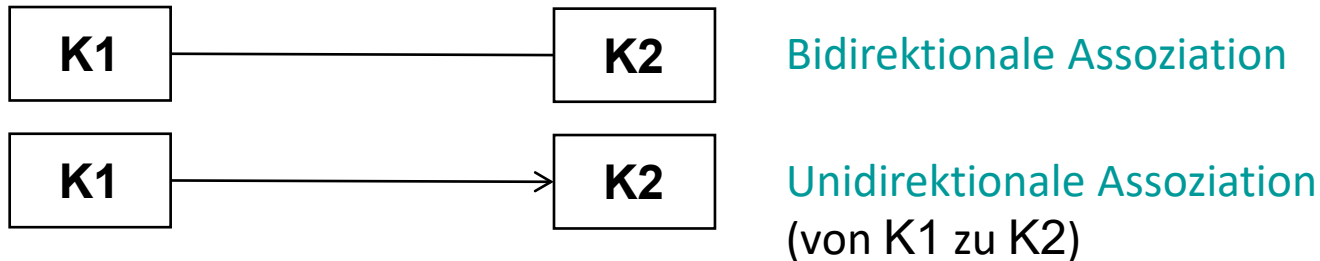 K1 K2 Bidirektionale Assoziation
K1 K2 Unidirektionale Assoziation
(von K1 zu K2)